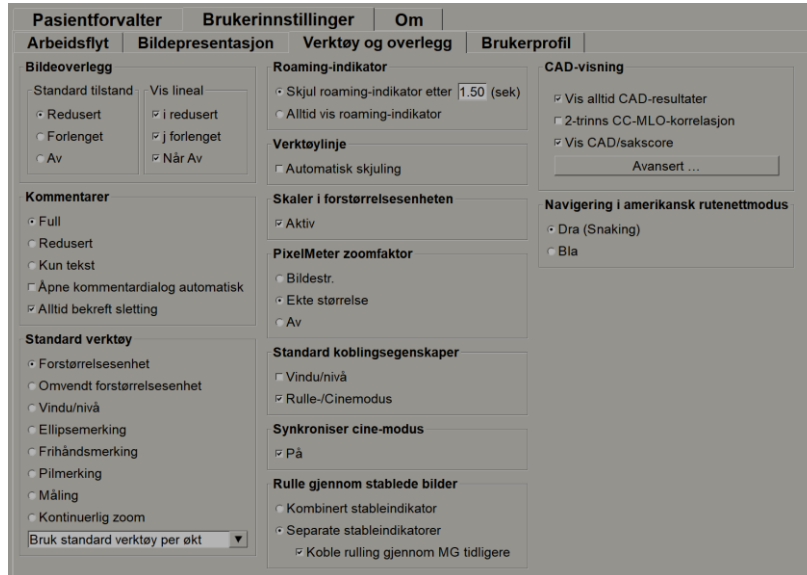 Pasientforvalter Brukerinnstillinger Om
Arbeidsflyt Bildepresentasjon Verktøy og overlegg Brukerprofil
Bildeoverlegg
Standard tilstand Vis lineal
Redusert i redusert
Forlenget j forlenget
Av Når Av
Kommentarer
Full
Redusert
Kun tekst
Åpne kommentardialog automatisk
Alltid bekreft sletting
Standard verktøy
Forstørrelsesenhet
Omvendt forstørrelsesenhet
Vindu/nivå
Ellipsemerking
Frihåndsmerking
Pilmerking
Måling
Kontinuerlig zoom
Bruk standard verktøy per økt
Roaming-indikator
Skjul roaming-indikator etter 1.50 (sek)
Alltid vis roaming-indikator
Verktøylinje
Automatisk skjuling
Skaler i forstørrelsesenheten
Aktiv
PixelMeter zoomfaktor
Bildestr.
Ekte størrelse
Av
Standard koblingsegenskaper
Vindu/nivå
Rulle-/Cinemodus
Synkroniser cine-modus
På
Rulle gjennom stablede bilder
Kombinert stableindikator
Separate stableindikatorer
Koble rulling gjennom MG tidligere
CAD-visning
Vis alltid CAD-resultater
2-trinns CC-MLO-korrelasjon
Vis CAD/sakscore
Avansert ...
Navigering i amerikansk rutenettmodus
Dra (Snaking)
Bla